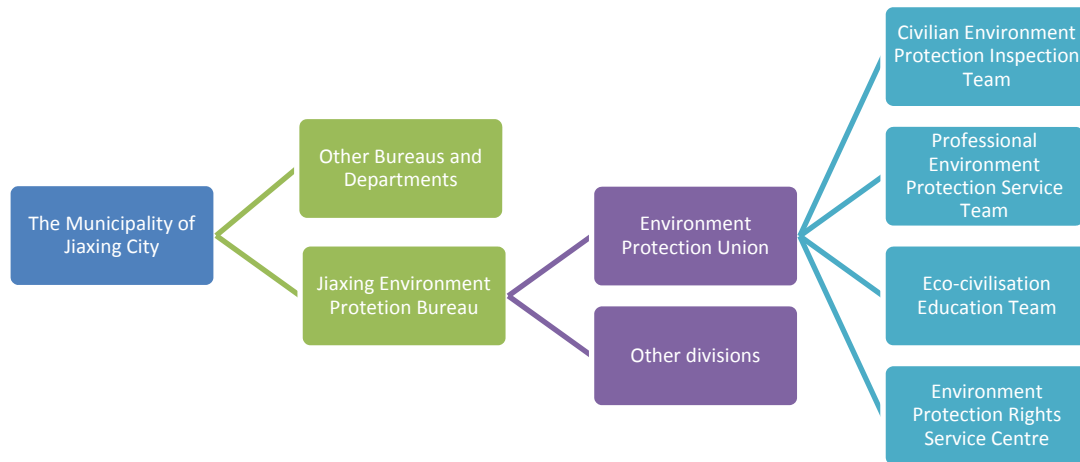 The Municipality of
Jiaxing City
Other Bureaus and
Departments
Jiaxing Environment
Protetion Bureau
Environment
Protection Union
Other divisions
Civilian Environment
Protection Inspection
Team
Professional
Environment
Protection Service
Team
Eco-civilisation
Education Team
Environment
Protection Rights
Service Centre